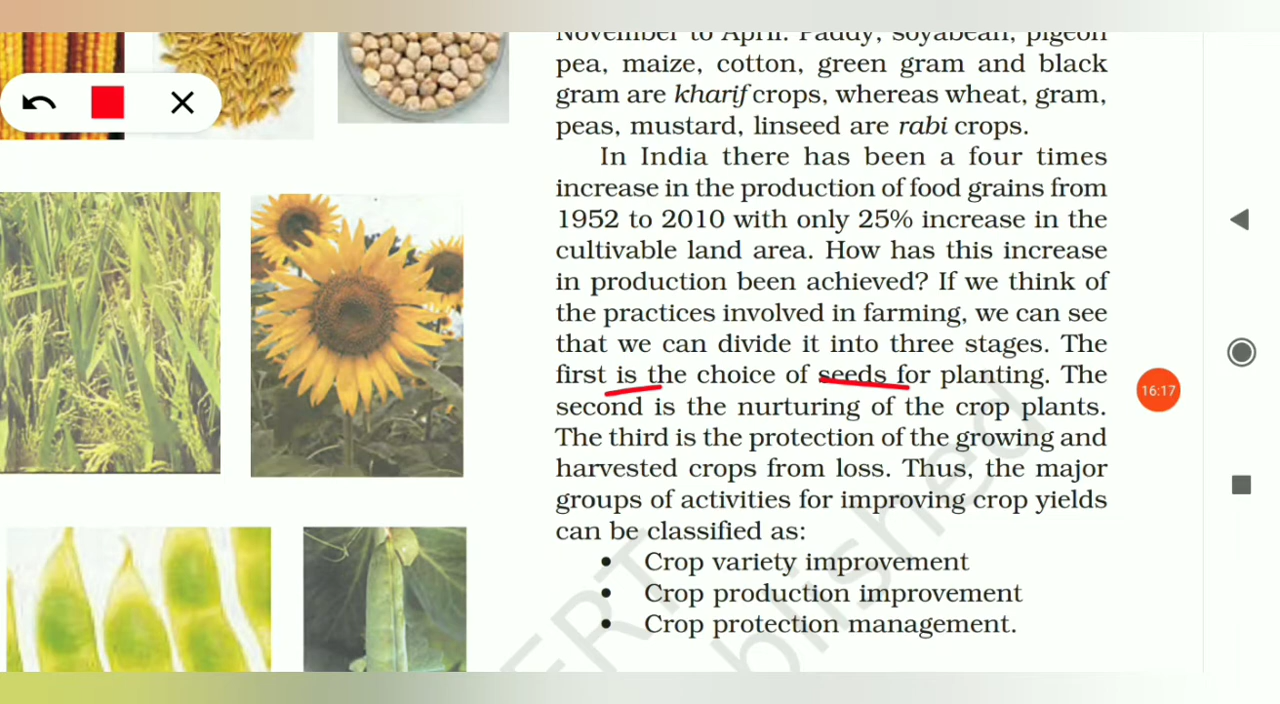 November to April. Paddy, soyabean, pigeon
pea, maize, cotton, green gram and black
gram are kharif crops, whereas wheat, gram,
peas, mustard, linseed are rabi crops.
In India there has been a four times
increase in the production of food grains from
1952 to 2010 with only 25% increase in the
cultivable land area. How has this increase
in production been achieved? If we think of
the practices involved in farming, we can see
that we can divide it into three stages. The
first is the choice of seeds for planting. The
16:17
second is the nurturing of the crop plants.
The third is the protection of the growing and
harvested crops from loss. Thus, the major
groups of activities for improving crop yields
can be classified as:
• Crop variety improvement
• Crop production improvement
• Crop protection management.